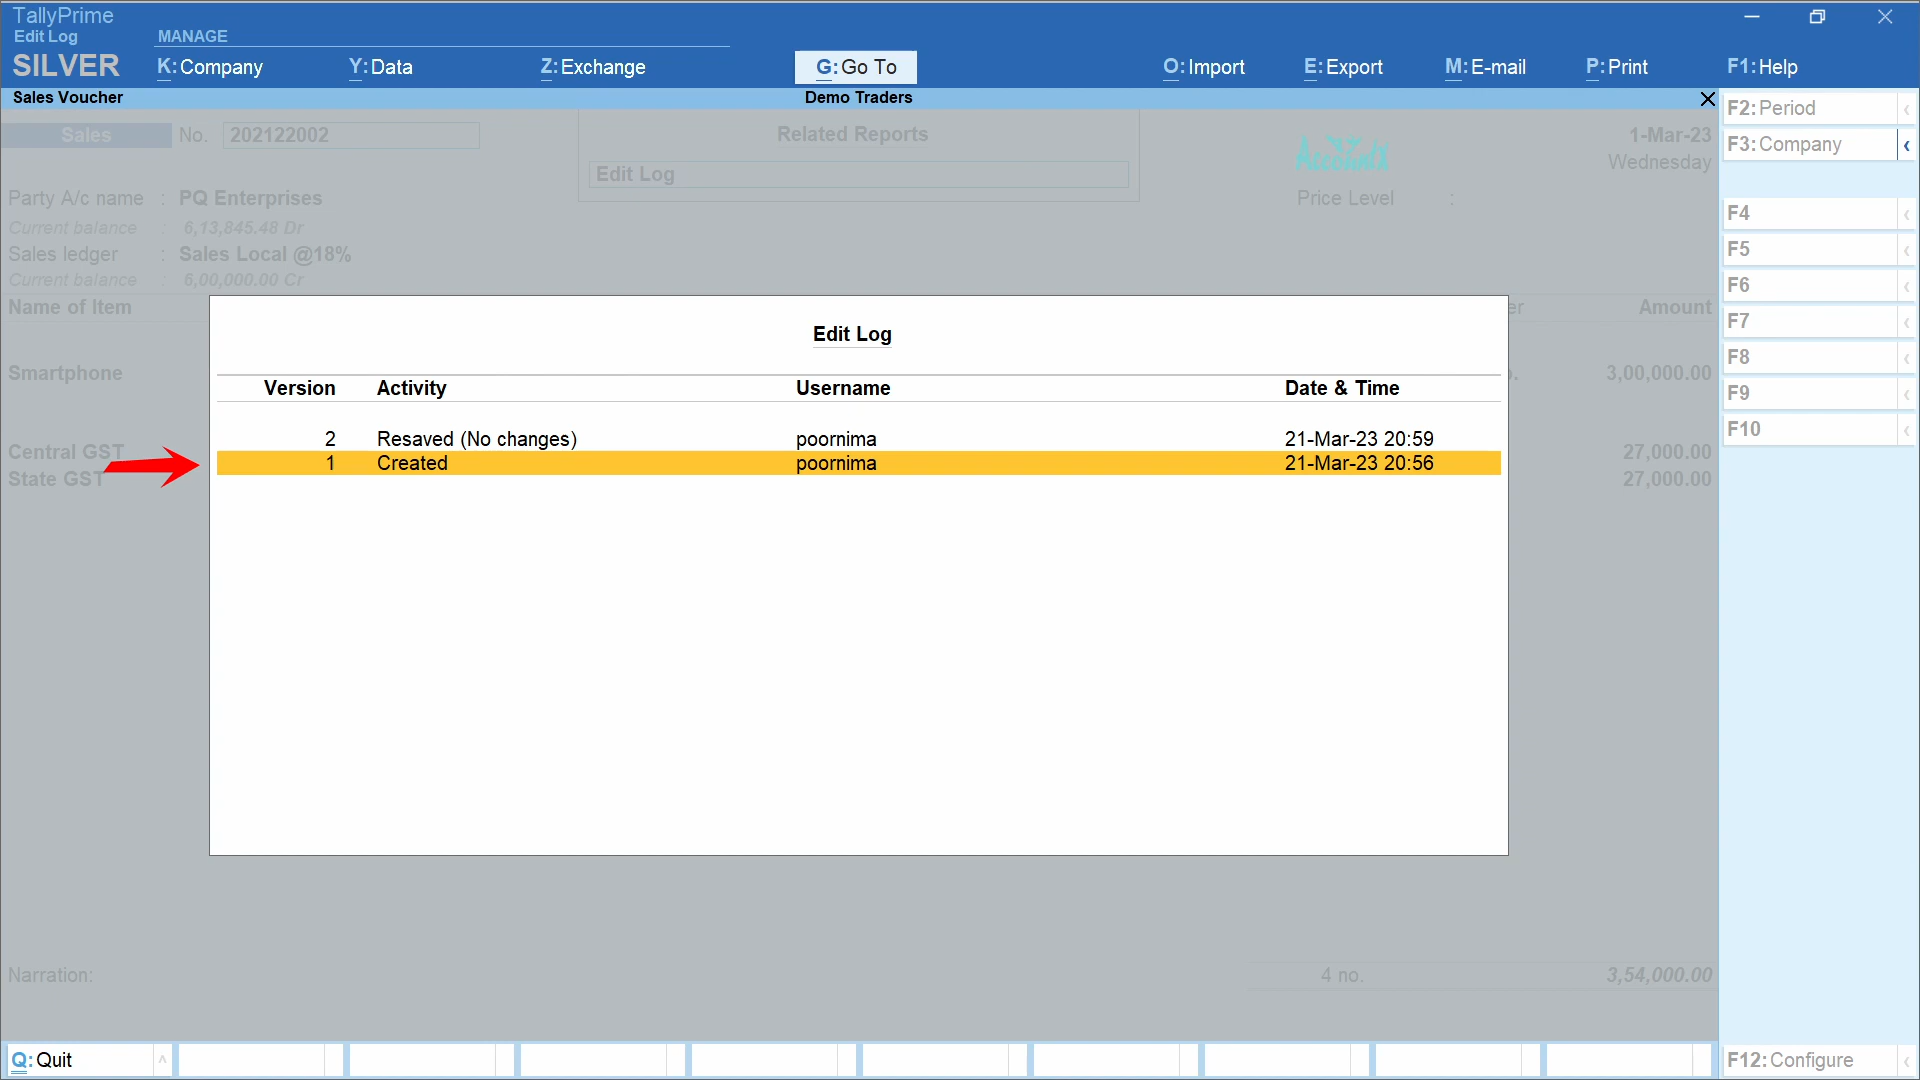 TallyPrime
Edit Log
SILVER
MANAGE
K:Company
Y:Data
Z:Exchange
G:Go To
O:Import
E:Export
M:E-mail
P:Print
F1:Help
Sales Voucher
Demo Traders
Sales
No.
202122002
Related Reports
Edit Log
Accounts
1-Mar-23
Wednesday
Party A/c name : PQ Enterprises
Price Level :
Current balance : 6,13,845.48 Dr
Sales ledger : Sales Local @18%
Current balance : 6,00,000.00 Cr
Name of Item
er
Amount
Smartphone
3,00,000.00
Central GST
27,000.00
State GST
27,000.00
Edit Log
Version Activity Username Date & Time
2 Resaved (No changes) poornima 21-Mar-23 20:59
1 Created poornima 21-Mar-23 20:56
Narration:
4 no.
3,54,000.00
F2:Period
F3:Company
F4
F5
F6
F7
F8
F9
F10
Q:Quit
F12:Configure